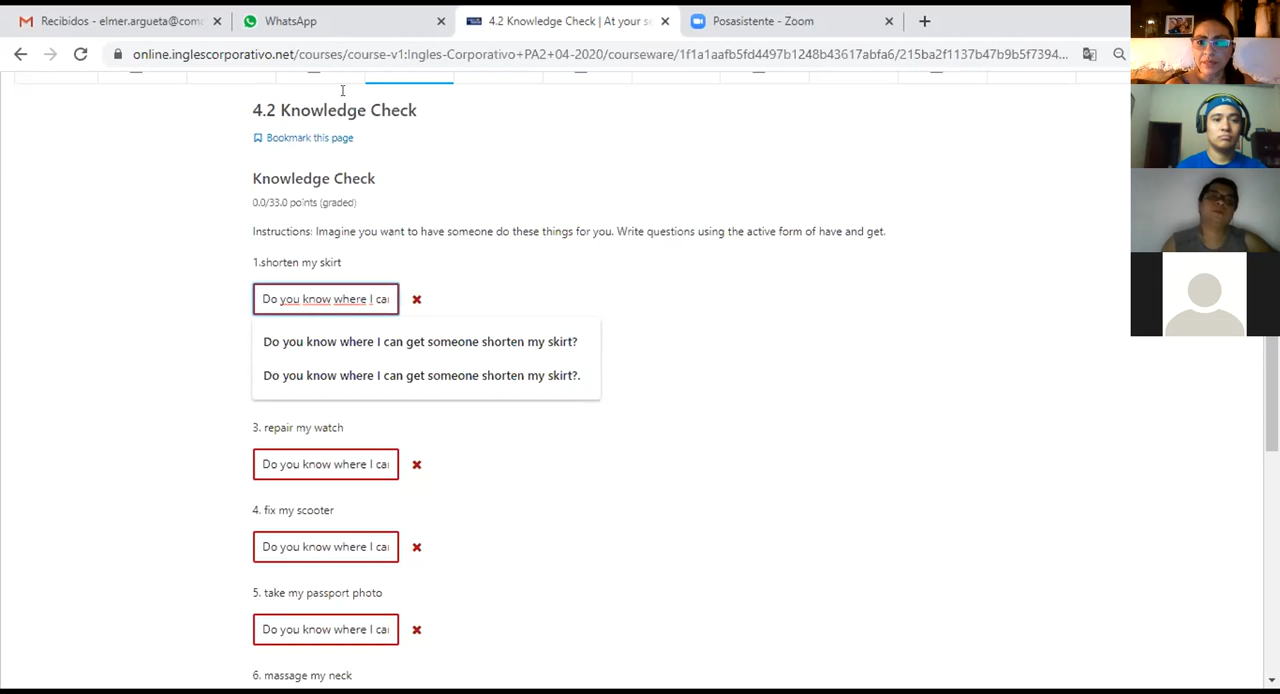 Recibidos - elmer.argueta@com
WhatsApp
4.2 Knowledge Check | At your se
Posasistente - Zoom
online.inglescorporativo.net/courses/course-v1:Ingles-Corporativo+PA2+04-2020/courseware/1f1a1aafb5fd4497b1248b43617abfa6/215ba2f1137b47b9b5f7394...
4.2 Knowledge Check
Bookmark this page
Knowledge Check
0.0/33.0 points (graded)
Instructions: Imagine you want to have someone do these things for you. Write questions using the active form of have and get.
1.shorten my skirt
Do you know where I ca
Do you know where I can get someone shorten my skirt?
Do you know where I can get someone shorten my skirt?.
3. repair my watch
Do you know where I ca
4. fix my scooter
Do you know where I ca
5. take my passport photo
Do you know where I ca
6. massage my neck